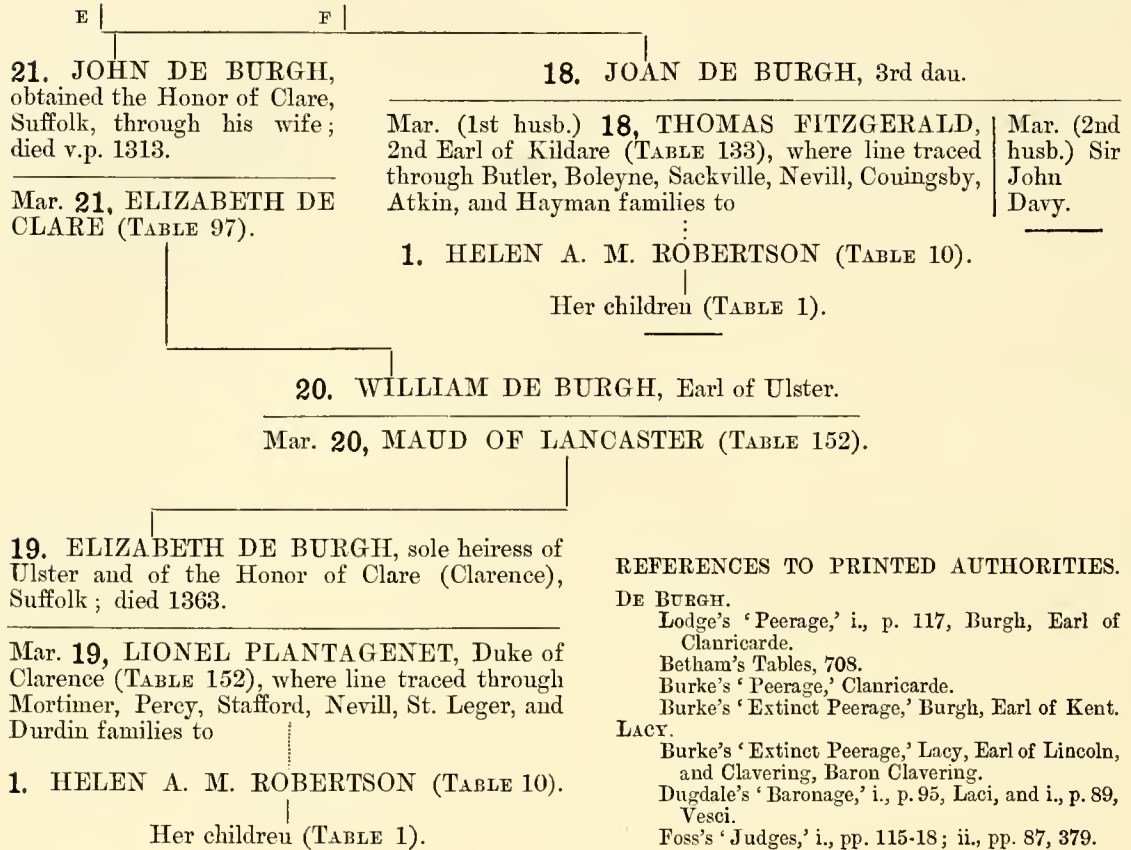 E F
21. JOHN DE BURGH,
obtained the Honor of Clare,
Suffolk, through his wife;
died v.p. 1313.
Mar. 21, ELIZABETH DE
CLARE (TABLE 97).
18. JOAN DE BURGH, 3rd dau.
Mar. (1st husb.) 18, THOMAS FITZGERALD,
2nd Earl of Kildare (TABLE 133), where line traced
through Butler, Boleyne, Sackville, Nevill, Couingsby,
Atkin, and Hayman families to
Mar. (2nd
husb.) Sir
John
Davy.
1. HELEN A. M. ROBERTSON (TABLE 10).
Her children (TABLE 1).
20. WILLIAM DE BURGH, Earl of Ulster.
Mar. 20, MAUD OF LANCASTER (TABLE 152).
19. ELIZABETH DE BURGH, sole heiress of
Ulster and of the Honor of Clare (Clarence),
Suffolk; died 1363.
Mar. 19, LIONEL PLANTAGENET, Duke of
Clarence (TABLE 152), where line traced through
Mortimer, Percy, Stafford, Nevill, St. Leger, and
Durdin families to
1. HELEN A. M. ROBERTSON (TABLE 10).
Her children (TABLE 1).
REFERENCES TO PRINTED AUTHORITIES.
DE BURGH.
Lodge's 'Peerage,' i., p. 117, Burgh, Earl of
Clanricarde.
Betham's Tables, 708.
Burke's 'Peerage,' Clanricarde.
Burke's 'Extinct Peerage,' Burgh, Earl of Kent.
LACY.
Burke's 'Extinct Peerage,' Lacy, Earl of Lincoln,
and Clavering, Baron Clavering.
Dugdale's 'Baronage,' i., p. 95, Laci, and i., p. 89,
Vesci.
Foss's 'Judges,' i., pp. 115-18; ii., pp. 87, 379.